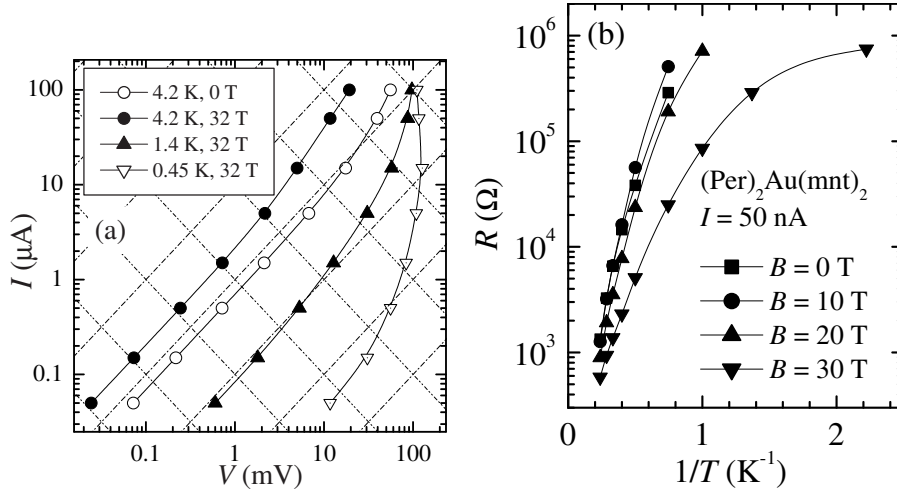 (a)
I (μA)
100
10
1
0.1
4.2 K, 0 T
4.2 K, 32 T
1.4 K, 32 T
0.45 K, 32 T
0.1 1 10 100
V (mV)
(b)
R (Ω)
10^6
10^5
10^4
10^3
(Per)_2Au(mnt)_2
I = 50 nA
B = 0 T
B = 10 T
B = 20 T
B = 30 T
0 1 2
1/T (K^-1)